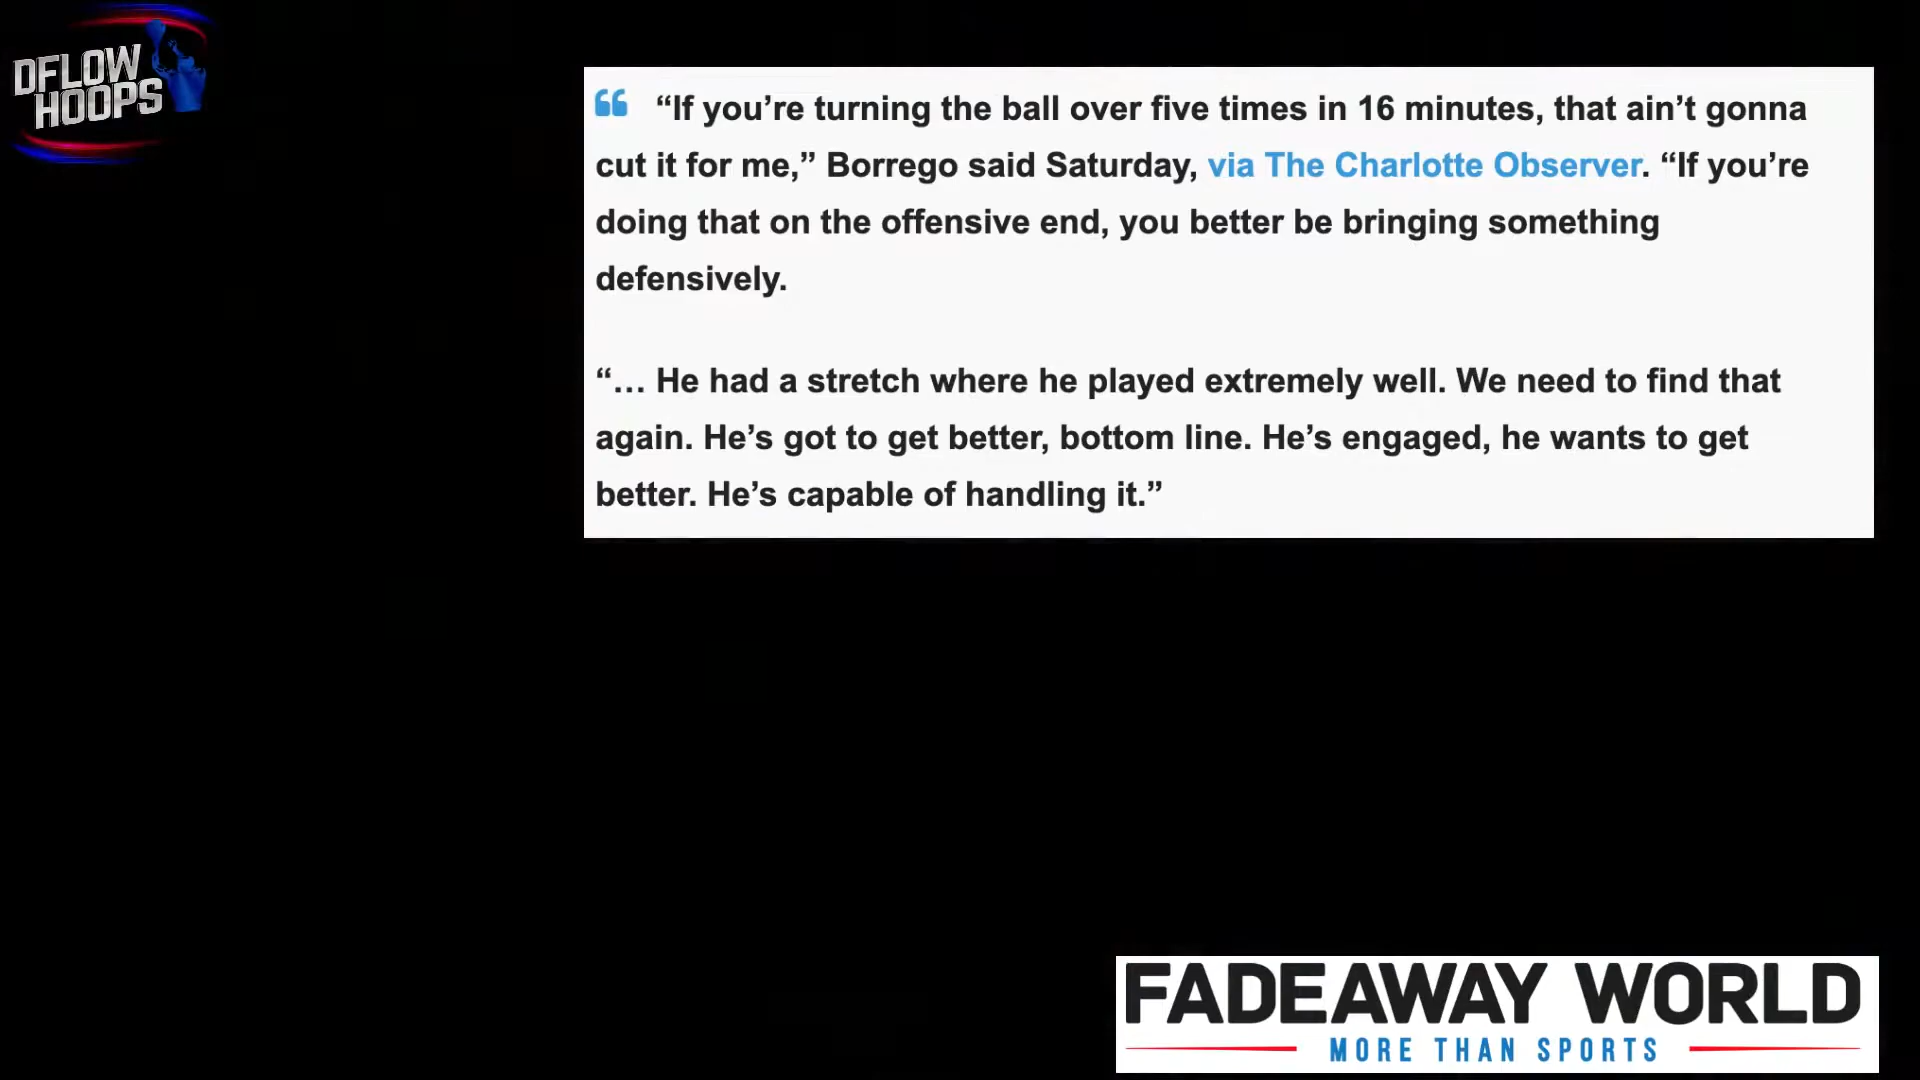 DFLOW
HOOPS
“If you’re turning the ball over five times in 16 minutes, that ain’t gonna
cut it for me,” Borrego said Saturday, via The Charlotte Observer. “If you’re
doing that on the offensive end, you better be bringing something
defensively.
“… He had a stretch where he played extremely well. We need to find that
again. He’s got to get better, bottom line. He’s engaged, he wants to get
better. He’s capable of handling it.”
FADEAWAY WORLD
MORE THAN SPORTS